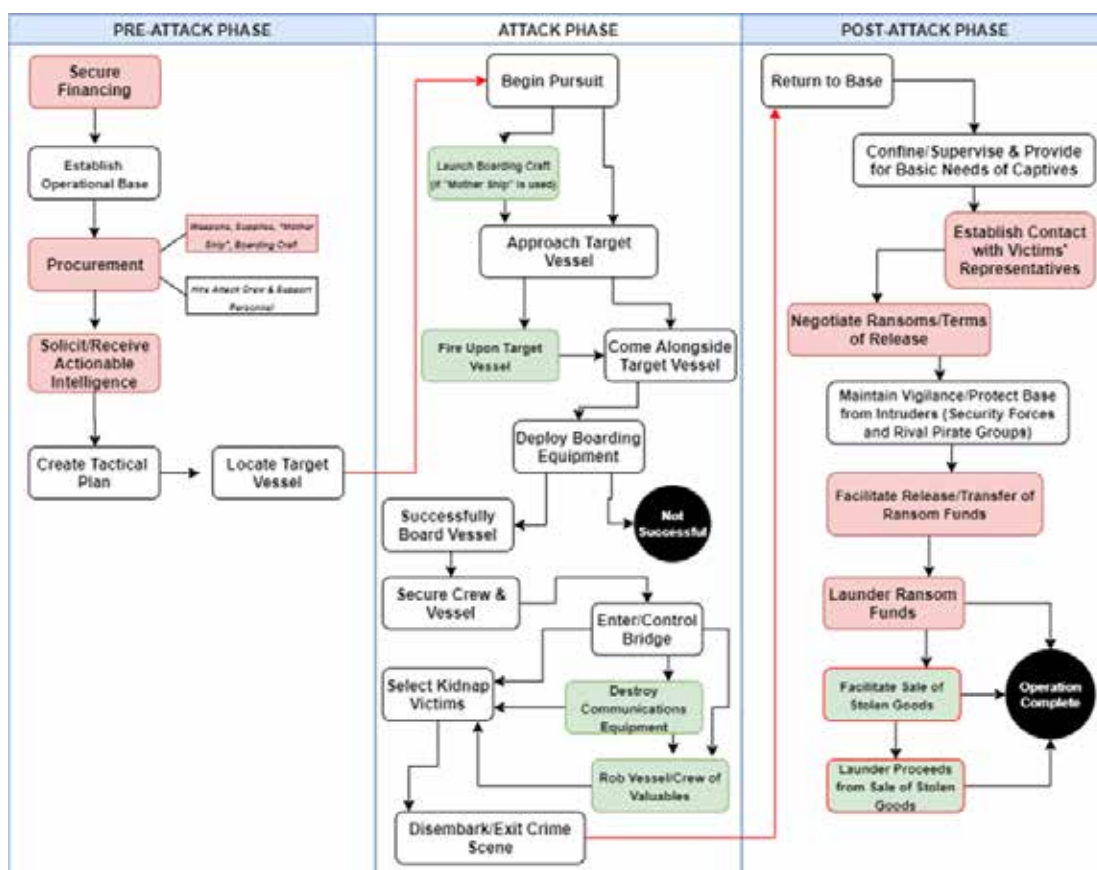 PRE-ATTACK PHASE
ATTACK PHASE
POST-ATTACK PHASE
Secure
Financing
Establish
Operational Base
Procurement
Weapons, Supplies, "Mother
Ship", Boarding Craft
Hire Attack Crew & Support
Personnel
Solicit/Receive
Actionable
Intelligence
Create Tactical
Plan
Locate Target
Vessel
Begin Pursuit
Launch Boarding Craft
(If "Mother Ship" is used)
Approach Target
Vessel
Fire Upon Target
Vessel
Come Alongside
Target Vessel
Deploy Boarding
Equipment
Not
Successful
Successfully
Board Vessel
Secure Crew &
Vessel
Enter/Control
Bridge
Select Kidnap
Victims
Destroy
Communications
Equipment
Rob Vessel/Crew of
Valuables
Disembark/Exit Crime
Scene
Return to Base
Confine/Supervise & Provide
for Basic Needs of Captives
Establish Contact
with Victims'
Representatives
Negotiate Ransoms/Terms
of Release
Maintain Vigilance/Protect Base
from Intruders (Security Forces
and Rival Pirate Groups)
Facilitate Release/Transfer of
Ransom Funds
Launder Ransom
Funds
Facilitate Sale of
Stolen Goods
Operation
Complete
Launder Proceeds
from Sale of Stolen
Goods